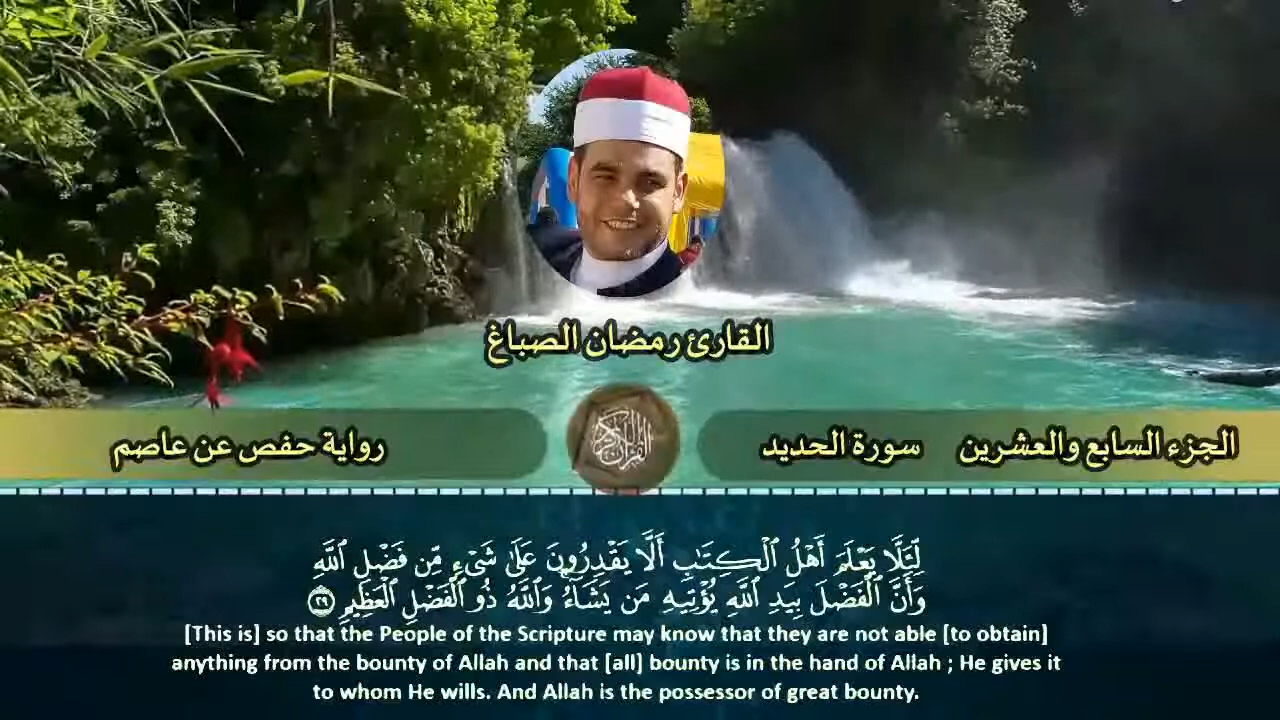 القارئ رمضان الصباغ
الجزء السابع والعشرين
سورة الحديد
القرآن الكريم
رواية حفص عن عاصم
لِّئَلَّا يَعْلَمَ أَهْلُ ٱلْكِتَٰبِ أَلَّا يَقْدِرُونَ عَلَىٰ شَىْءٍ مِّن فَضْلِ ٱللَّهِ
وَأَنَّ ٱلْفَضْلَ بِيَدِ ٱللَّهِ يُؤْتِيهِ مَن يَشَآءُ ۚ وَٱللَّهُ ذُو ٱلْفَضْلِ ٱلْعَظِيمِ ٢٩
[This is] so that the People of the Scripture may know that they are not able [to obtain]
anything from the bounty of Allah and that [all] bounty is in the hand of Allah ; He gives it
to whom He wills. And Allah is the possessor of great bounty.